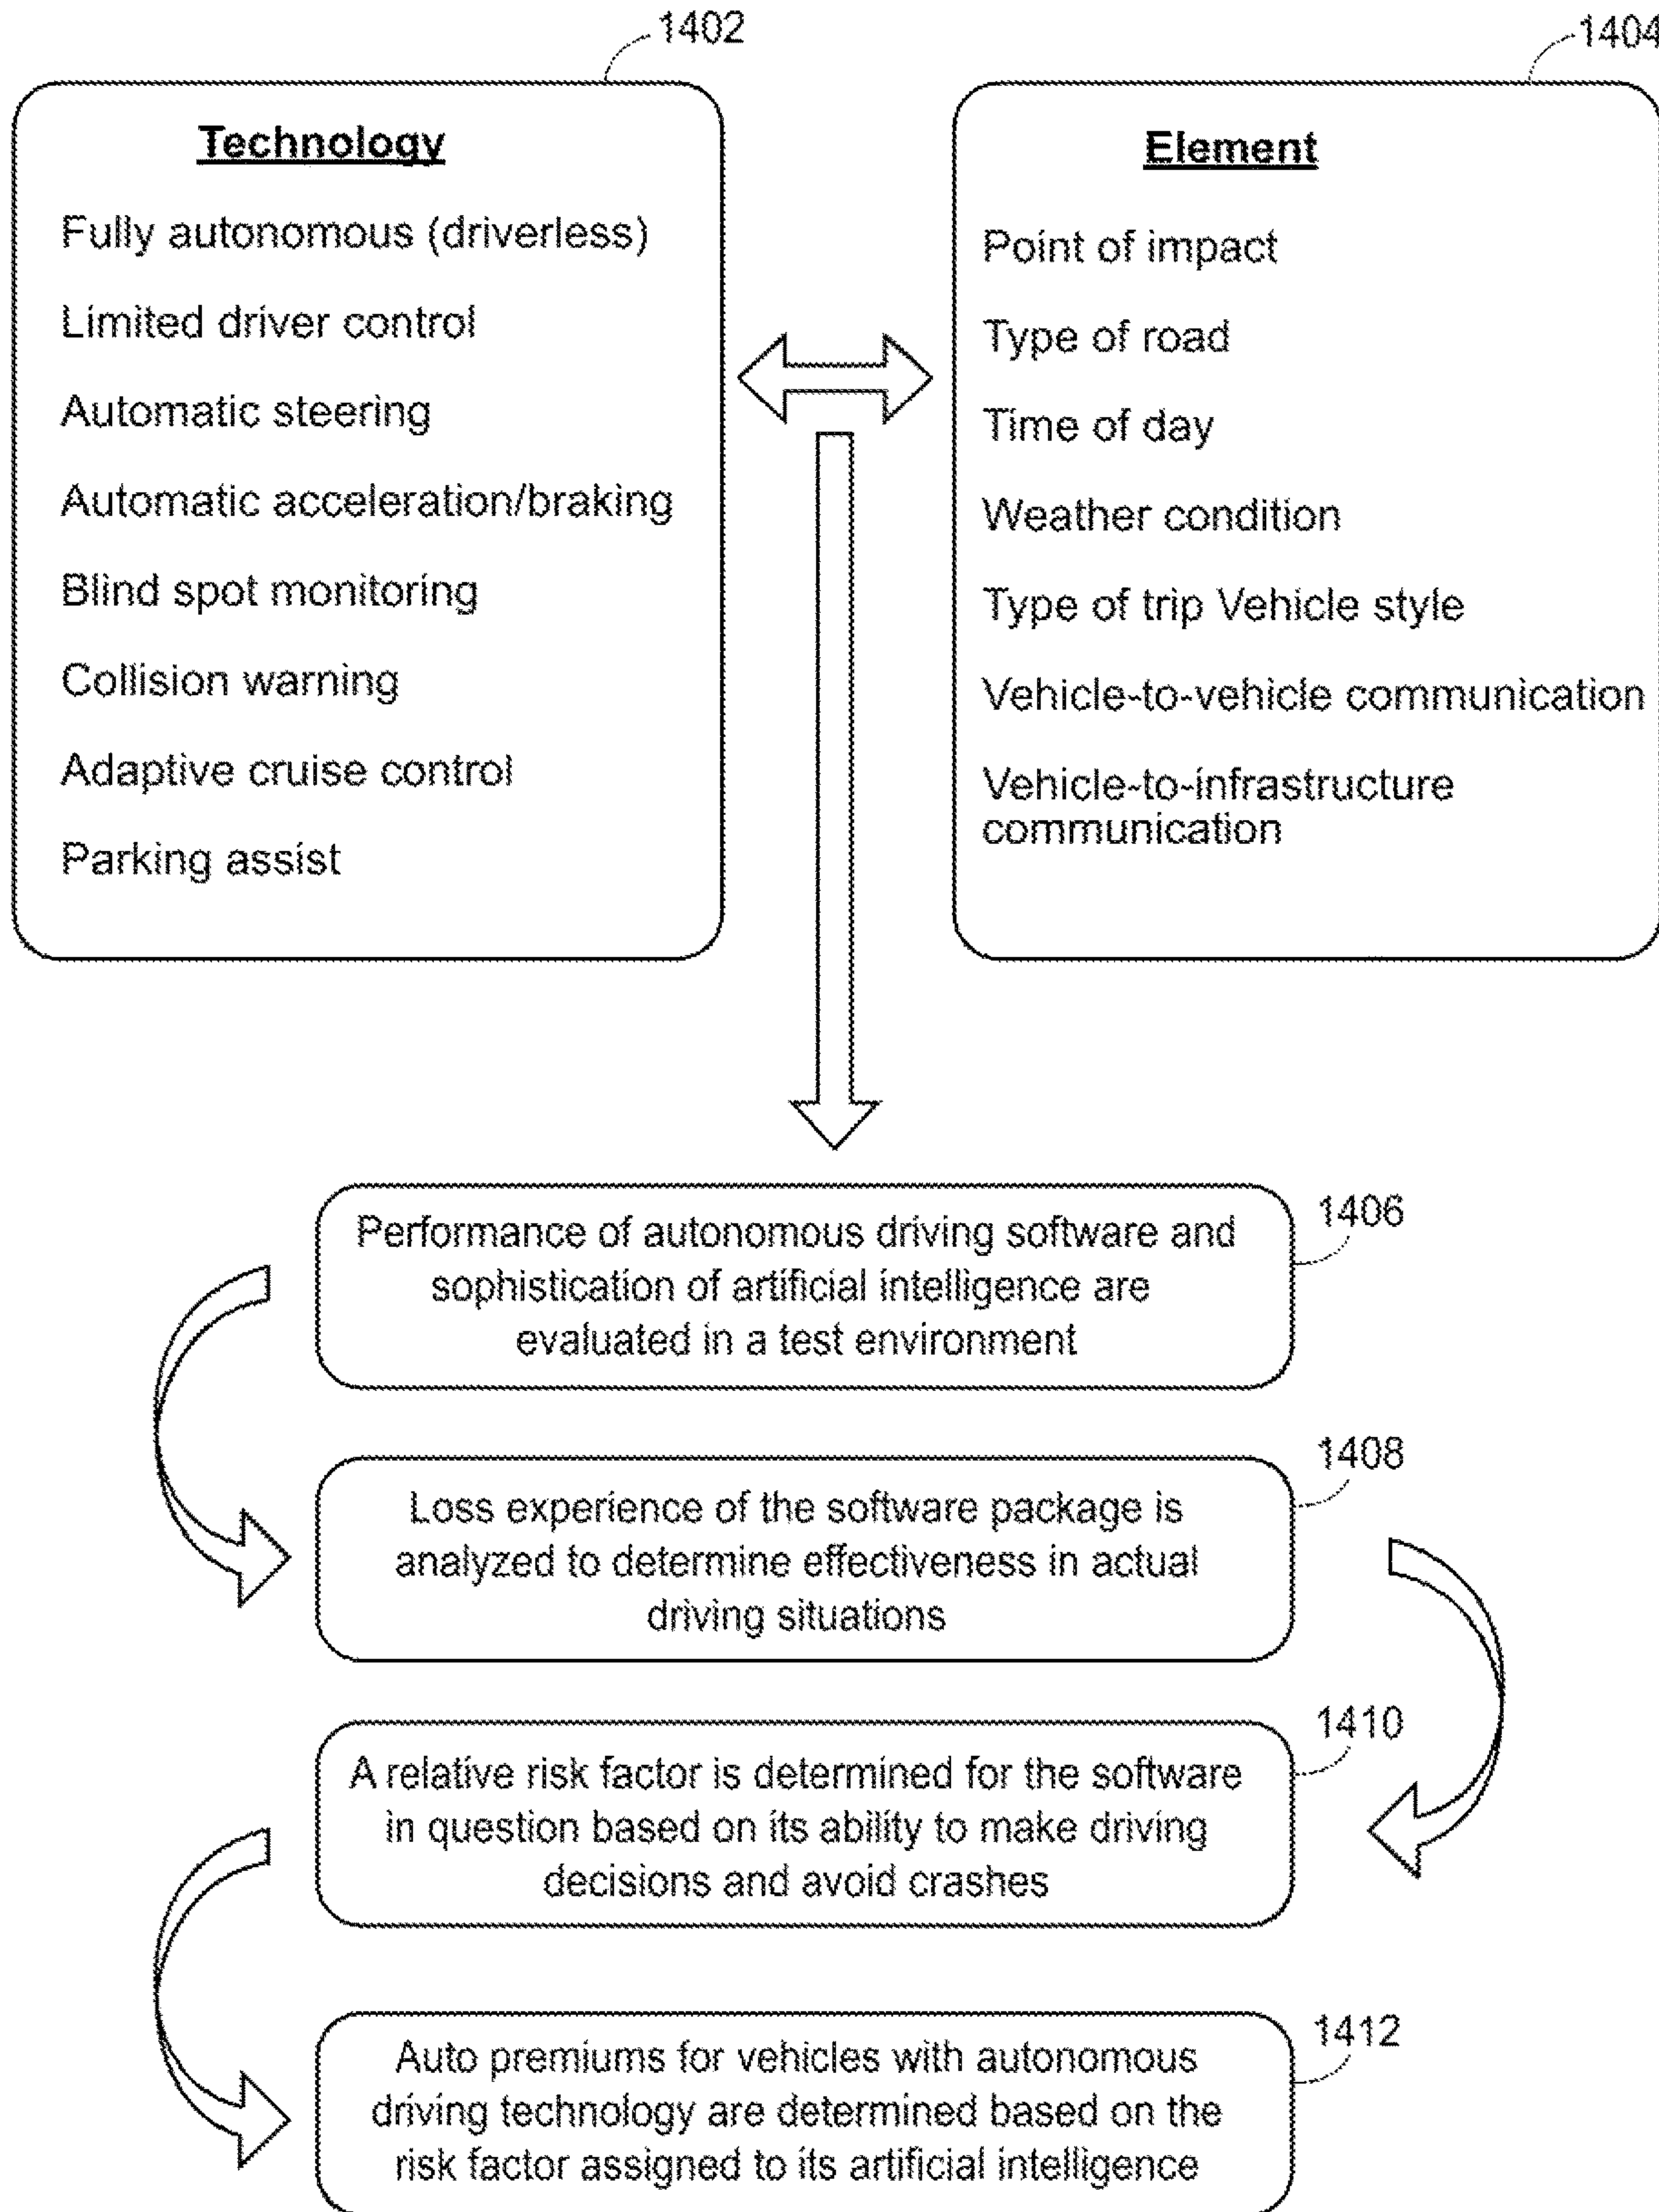 1402
Technology
Fully autonomous (driverless)
Limited driver control
Automatic steering
Automatic acceleration/braking
Blind spot monitoring
Collision warning
Adaptive cruise control
Parking assist
1404
Element
Point of impact
Type of road
Time of day
Weather condition
Type of trip Vehicle style
Vehicle-to-vehicle communication
Vehicle-to-infrastructure
communication
1406
Performance of autonomous driving software and
sophistication of artificial intelligence are
evaluated in a test environment
1408
Loss experience of the software package is
analyzed to determine effectiveness in actual
driving situations
1410
A relative risk factor is determined for the software
in question based on its ability to make driving
decisions and avoid crashes
1412
Auto premiums for vehicles with autonomous
driving technology are determined based on the
risk factor assigned to its artificial intelligence